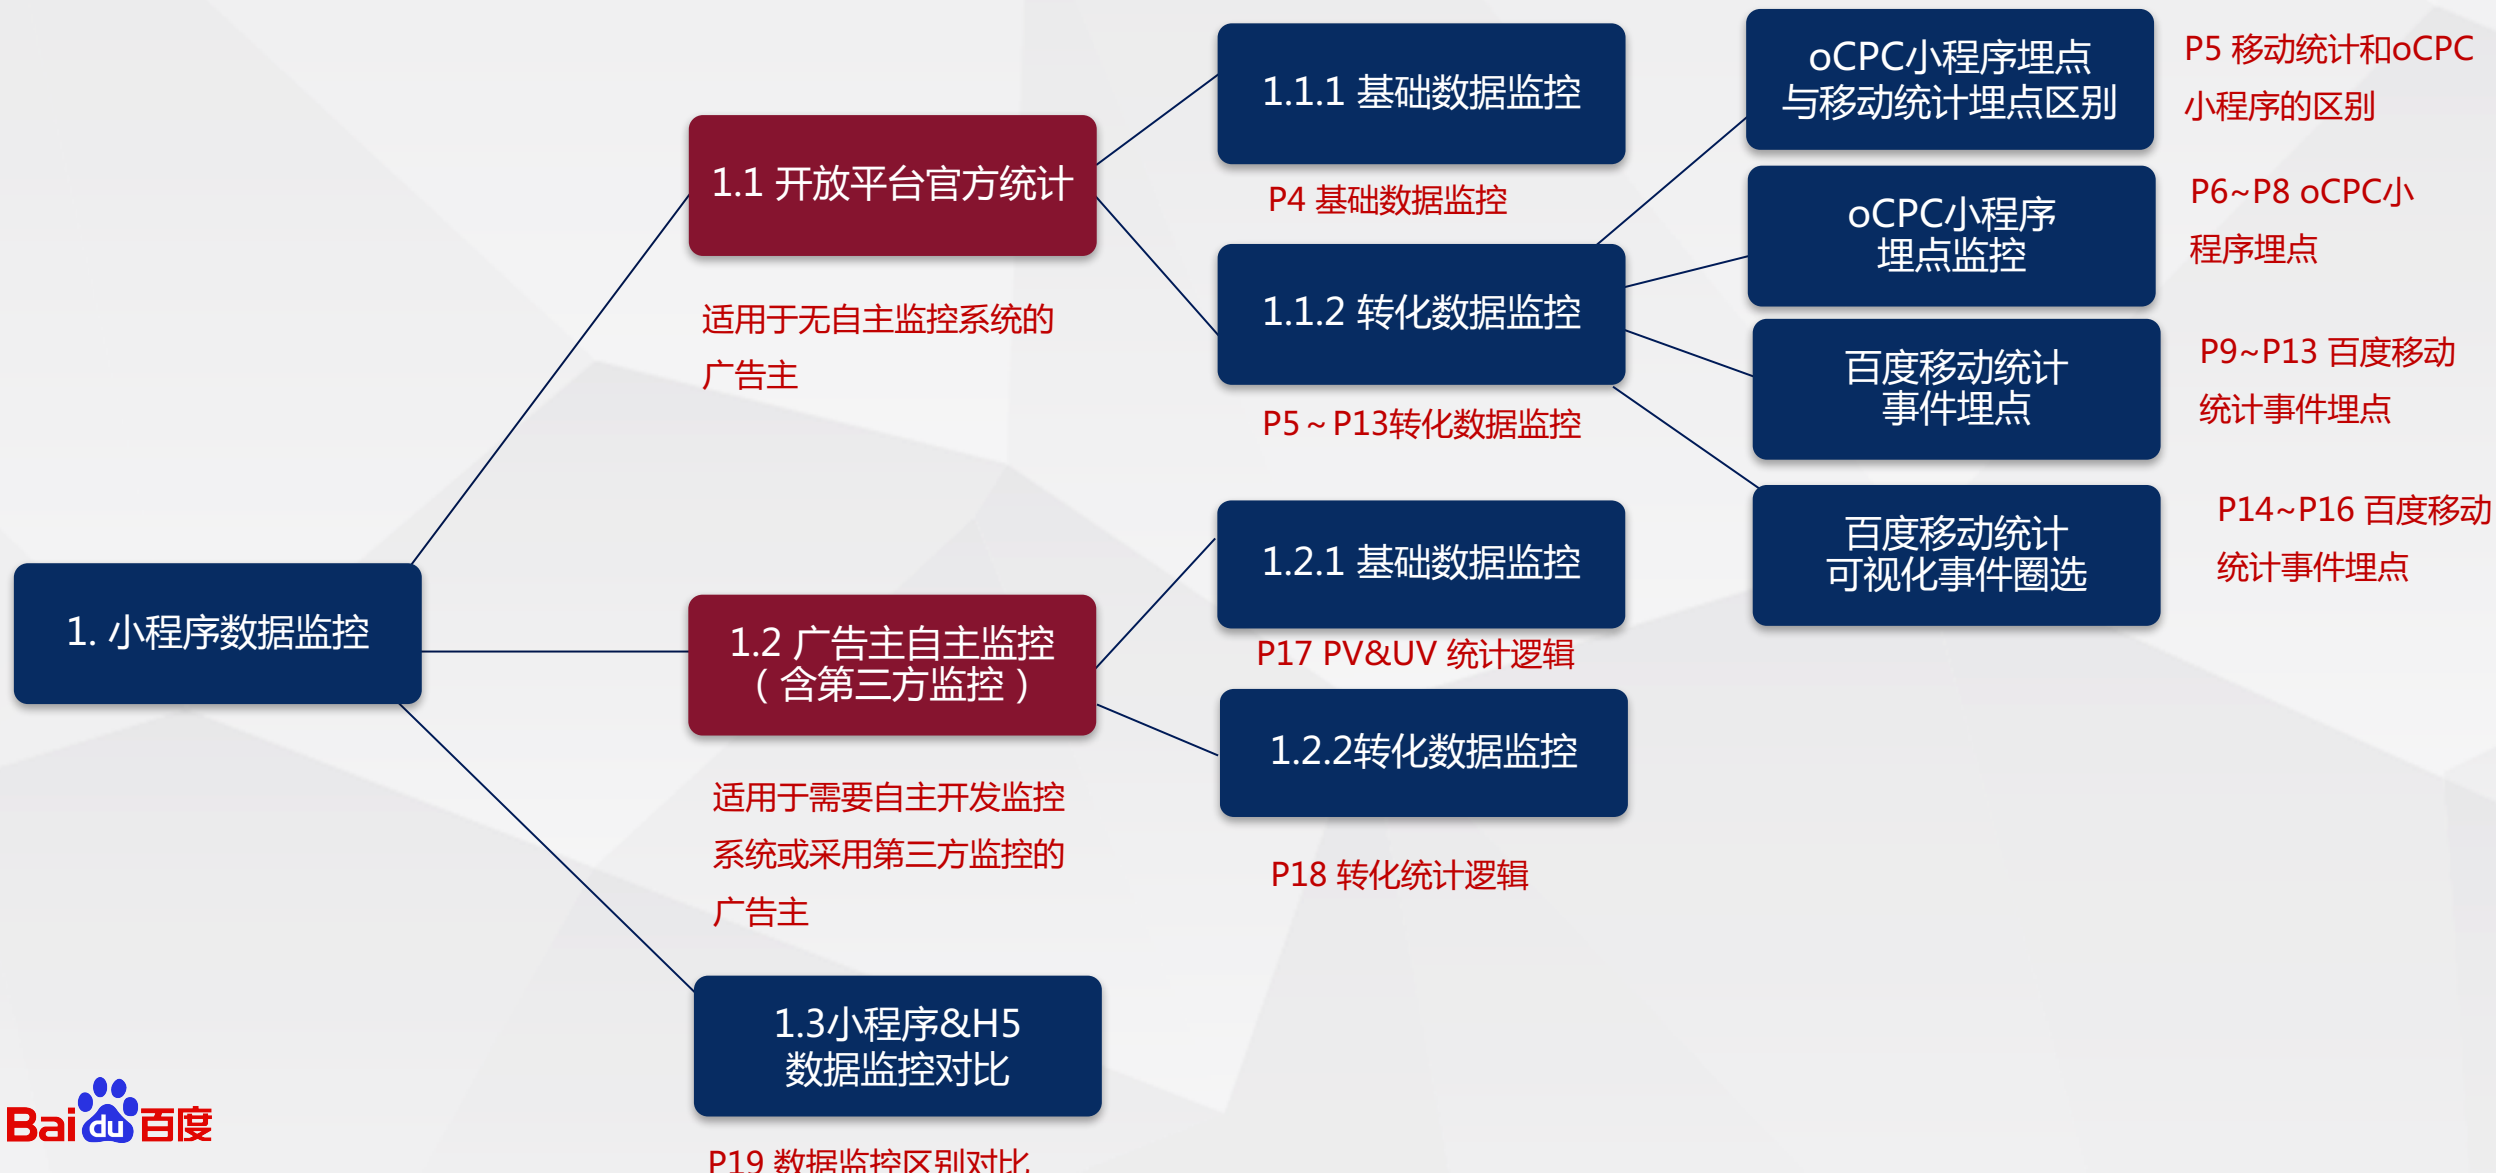 1. 小程序数据监控
1.1 开放平台官方统计
适用于无自主监控系统的
广告主
1.1.1 基础数据监控
P4 基础数据监控
1.1.2 转化数据监控
P5～P13转化数据监控
oCPC小程序埋点
与移动统计埋点区别
P5 移动统计和oCPC
小程序的区别
oCPC小程序
埋点监控
P6~P8 oCPC小
程序埋点
百度移动统计
事件埋点
P9~P13 百度移动
统计事件埋点
百度移动统计
可视化事件圈选
P14~P16 百度移动
统计事件埋点
1.2 广告主自主监控
（含第三方监控）
适用于需要自主开发监控
系统或采用第三方监控的
广告主
1.2.1 基础数据监控
P17 PV&UV 统计逻辑
1.2.2转化数据监控
P18 转化统计逻辑
1.3小程序&H5
数据监控对比
P19 数据监控区别对比
Bai du 百度